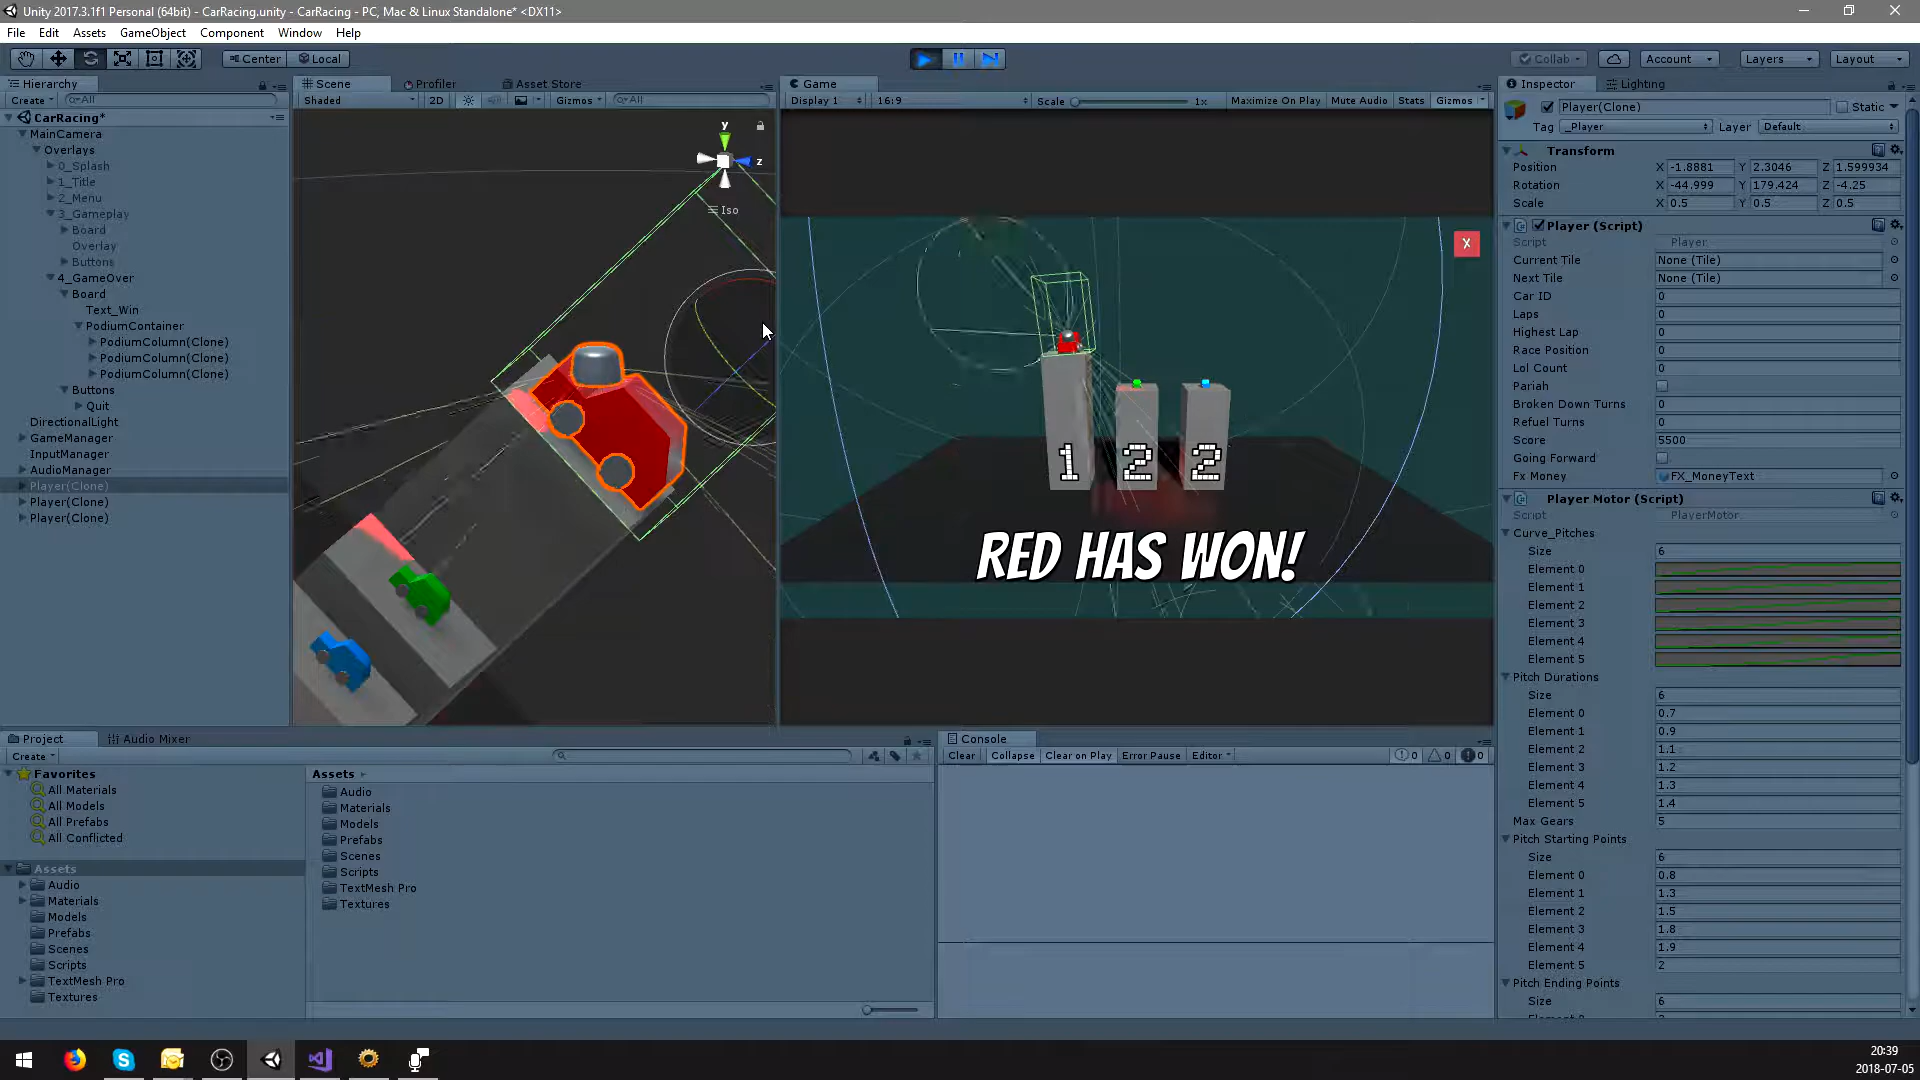 Unity 2017.3.1f1 Personal (64bit) - CarRacing.unity - CarRacing - PC, Mac & Linux Standalone* <DX11>
File Edit Assets GameObject Component Window Help
Center Local Collab Account Layers Layout
Hierarchy
Create All
CarRacing*
MainCamera
Overlays
0_Splash
1_Title
2_Menu
3_Gameplay
Board
Overlay
Buttons
4_GameOver
Board
Text_Win
PodiumContainer
PodiumColumn(Clone)
PodiumColumn(Clone)
PodiumColumn(Clone)
Buttons
Quit
DirectionalLight
GameManager
InputManager
AudioManager
Player(Clone)
Player(Clone)
Player(Clone)
Scene Profiler Asset Store
Shaded 2D Gizmos All
y
z
Iso
Game
Display 1 16:9 Scale 1x Maximize On Play Mute Audio Stats Gizmos
X
1 2 2
RED HAS WON!
Inspector Lighting
Player(Clone) Static
Tag _Player Layer Default
Transform
Position X -1.8881 Y 2.3046 Z 1.599934
Rotation X -44.999 Y 179.424 Z -4.25
Scale X 0.5 Y 0.5 Z 0.5
Player (Script)
Script Player
Current Tile None (Tile)
Next Tile None (Tile)
Car ID 0
Laps 0
Highest Lap 0
Race Position 0
Lol Count 0
Pariah
Broken Down Turns 0
Refuel Turns 0
Score 5500
Going Forward
Fx Money FX_MoneyText
Player Motor (Script)
Script PlayerMotor
Curve_Pitches
Size 6
Element 0
Element 1
Element 2
Element 3
Element 4
Element 5
Pitch Durations
Size 6
Element 0 0.7
Element 1 0.9
Element 2 1.1
Element 3 1.2
Element 4 1.3
Element 5 1.4
Max Gears 5
Pitch Starting Points
Size 6
Element 0 0.8
Element 1 1.3
Element 2 1.5
Element 3 1.8
Element 4 1.9
Element 5 2
Pitch Ending Points
Size 6
Project Audio Mixer
Create
Favorites
All Materials
All Models
All Prefabs
All Conflicted
Assets
Audio
Materials
Models
Prefabs
Scenes
Scripts
TextMesh Pro
Textures
Assets
Audio
Materials
Models
Prefabs
Scenes
Scripts
TextMesh Pro
Textures
Console
Clear Collapse Clear on Play Error Pause Editor 0 0 0
20:39
2018-07-05